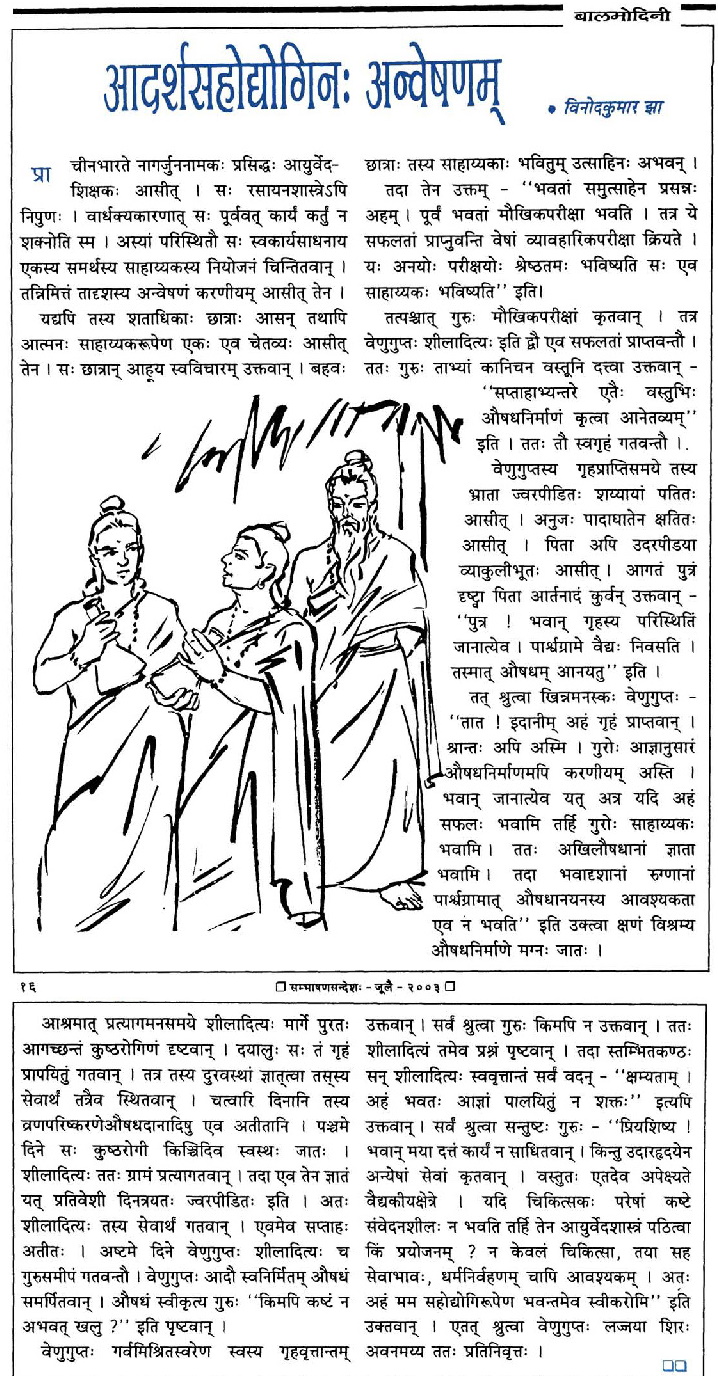 बालमोदिनी
आदर्शसहोद्योगिनः अन्वेषणम्
• विनोदकुमार झा
प्राचीनभारते नागर्जुननामकः प्रसिद्धः आयुर्वेद-
शिक्षकः आसीत् । सः रसायनशास्त्रेऽपि
निपुणः । वार्धक्यकारणात् सः पूर्ववत् कार्यं कर्तुं न
शक्नोति स्म । अस्यां परिस्थितौ सः स्वकार्यसाधनाय
एकस्य समर्थस्य साहाय्यकस्य नियोजनं चिन्तितवान् ।
तन्निमित्तं तादृशस्य अन्वेषणं करणीयम् आसीत् तेन ।
यद्यपि तस्य शताधिकाः छात्राः आसन् तथापि
आत्मनः साहाय्यकरूपेण एकः एव चेतव्यः आसीत्
तेन । सः छात्रान् आहूय स्वविचारम् उक्तवान् । बहवः
छात्राः तस्य साहाय्यकाः भवितुम् उत्साहिनः अभवन् ।
तदा तेन उक्तम् - “भवतां समुत्साहेन प्रसन्नः
अहम् । पूर्वं भवतां मौखिकपरीक्षा भवति । तत्र ये
सफलतां प्राप्नुवन्ति वेषां व्यावहारिकपरीक्षा क्रियते ।
यः अनयोः परीक्षयोः श्रेष्ठतमः भविष्यति सः एव
साहाय्यकः भविष्यति” इति।
तत्पश्चात् गुरुः मौखिकपरीक्षां कृतवान् । तत्र
वेणुगुप्तः शीलादित्यः इति द्वौ एव सफलतां प्राप्तवन्तौ ।
ततः गुरुः ताभ्यां कानिचन वस्तूनि दत्त्वा उक्तवान् -
“सप्ताहाभ्यन्तरे एतैः वस्तुभिः
औषधनिर्माणं कृत्वा आनेतव्यम्”
इति । ततः तौ स्वगृहं गतवन्तौ ।
वेणुगुप्तस्य गृहप्राप्तिसमये तस्य
भ्राता ज्वरपीडितः शय्यायां पतितः
आसीत् । अनुजः पादाघातेन क्षतितः
आसीत् । पिता अपि उदरपीडया
व्याकुलीभूतः आसीत् । आगतं पुत्रं
दृष्ट्वा पिता आर्तनादं कुर्वन् उक्तवान् -
“पुत्र ! भवान् गृहस्य परिस्थितिं
जानात्येव । पार्श्वग्रामे वैद्यः निवसति ।
तस्मात् औषधम् आनयतु” इति ।
तत् श्रुत्वा खिन्नमनस्कः वेणुगुप्तः -
“तात ! इदानीम् अहं गृहं प्राप्तवान् ।
श्रान्तः अपि अस्मि । गुरोः आज्ञानुसारं
औषधनिर्माणमपि करणीयम् अस्ति ।
भवान् जानात्येव यत् अत्र यदि अहं
सफलः भवामि तर्हि गुरोः साहाय्यकः
भवामि । ततः अखिलौषधानां ज्ञाता
भवामि । तदा भवादृशानां रुग्णानां
पार्श्वग्रामात् औषधानयनस्य आवश्यकता
एव न भवति” इति उक्त्वा क्षणं विश्रम्य
औषधनिर्माणे मग्नः जातः ।
१६
❐ सम्भाषणसन्देशः - जूलै - २००३ ❐
आश्रमात् प्रत्यागमनसमये शीलादित्यः मार्गे पुरतः
आगच्छन्तं कुष्ठरोगिणं दृष्टवान् । दयालुः सः तं गृहं
प्रापयितुं गतवान् । तत्र तस्य दुरवस्थां ज्ञात्त्वा तस्स्य
सेवार्थं तत्रैव स्थितवान् । चत्वारि दिनानि तस्य
व्रणपरिष्करणेऔषधदानादिषु एव अतीतानि । पञ्चमे
दिने सः कुष्ठरोगी किञ्चिदिव स्वस्थः जातः ।
शीलादित्यः ततः ग्रामं प्रत्यागतवान् । तदा एव तेन ज्ञातं
यत् प्रतिवेशी दिनत्रयतः ज्वरपीडितः इति । अतः
शीलादित्यः तस्य सेवार्थं गतवान् । एवमेव सप्ताहः
अतीतः । अष्टमे दिने वेणुगुप्तः शीलादित्यः च
गुरुसमीपं गतवन्तौ । वेणुगुप्तः आदौ स्वनिर्मितम् औषधं
समर्पितवान् । औषधं स्वीकृत्य गुरुः “किमपि कष्टं न
अभवत् खलु ?” इति पृष्टवान् ।
वेणुगुप्तः गर्वमिश्रितस्वरेण स्वस्य गृहवृत्तान्तम्
उक्तवान् । सर्वं श्रुत्वा गुरुः किमपि न उक्तवान् । ततः
शीलादित्यं तमेव प्रश्नं पृष्टवान् । तदा स्तम्भितकण्ठः
सन् शीलादित्यः स्ववृत्तान्तं सर्वं वदन् - “क्षम्यताम् ।
अहं भवतः आज्ञां पालयितुं न शक्तः” इत्यपि
उक्तवान् । सर्वं श्रुत्वा सन्तुष्टः गुरुः - “प्रियशिष्य !
भवान् मया दत्तं कार्यं न साधितवान् । किन्तु उदारहृदयेन
अन्येषां सेवां कृतवान् । वस्तुतः एतदेव अपेक्ष्यते
वैद्यकीयक्षेत्रे । यदि चिकित्सकः परेषां कष्टे
संवेदनशीलः न भवति तर्हि तेन आयुर्वेदशास्त्रं पठित्वा
किं प्रयोजनम् ? न केवलं चिकित्सा, तया सह
सेवाभावः, धर्मनिर्वहणम् चापि आवश्यकम् । अतः
अहं मम सहोद्योगिरूपेण भवन्तमेव स्वीकरोमि” इति
उक्तवान् । एतत् श्रुत्वा वेणुगुप्तः लज्जया शिरः
अवनमय्य ततः प्रतिनिवृत्तः ।